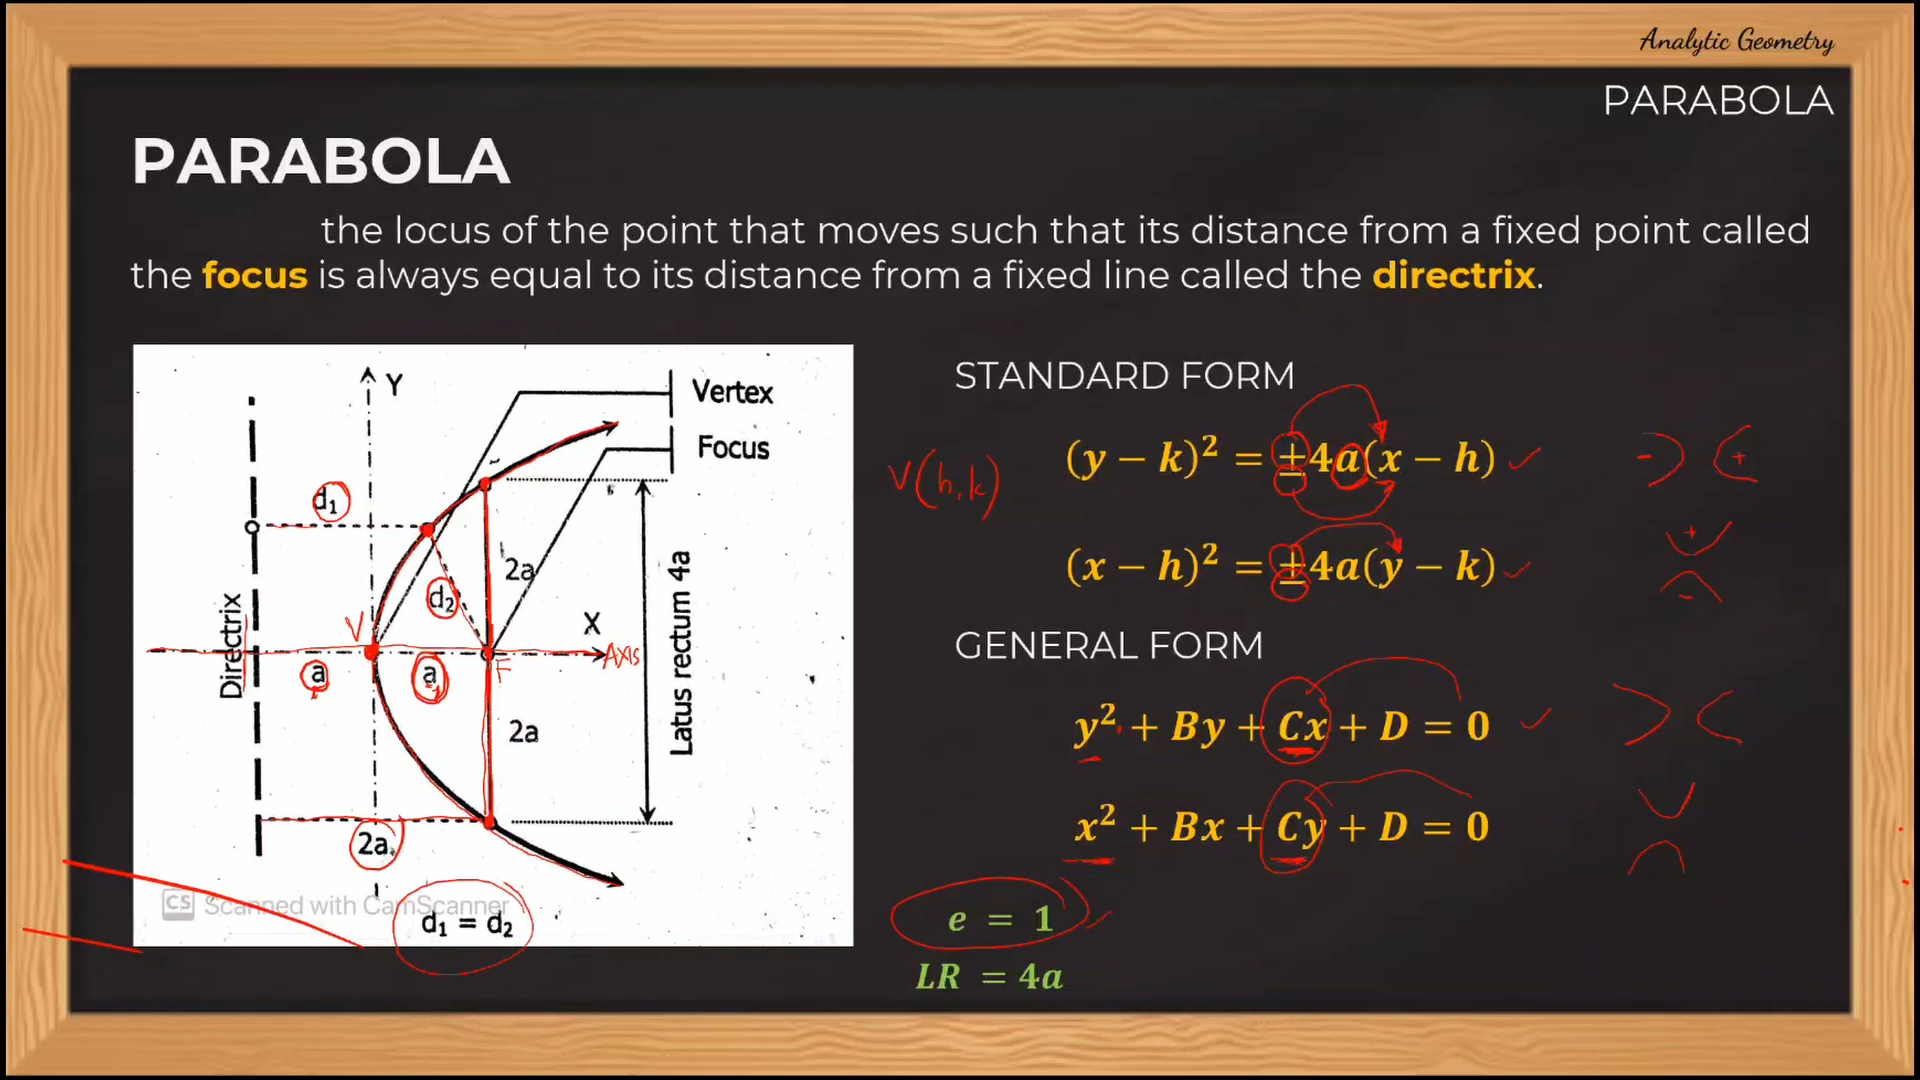 Analytic Geometry
PARABOLA
PARABOLA
the locus of the point that moves such that its distance from a fixed point called
the focus is always equal to its distance from a fixed line called the directrix.
Y
Vertex
Focus
d₁
d₂
2a
V
X
AXIS
Directrix
a
a
F
2a
Latus rectum 4a
2a
CS Scanned with CamScanner
d₁ = d₂
STANDARD FORM
V(h,k)
(y − k)² = ±4a(x − h)
- +
(x − h)² = ±4a(y − k)
+
-
GENERAL FORM
y² + By + Cx + D = 0
x² + Bx + Cy + D = 0
e = 1
LR = 4a